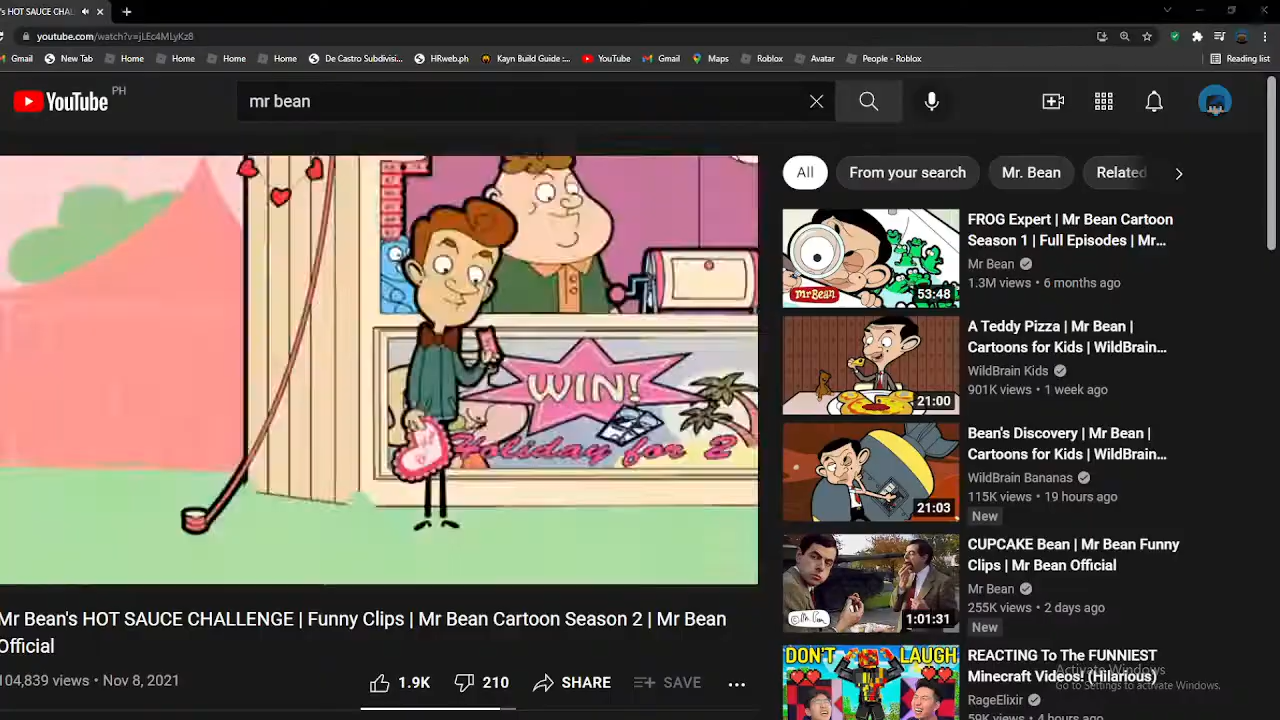 's HOT SAUCE CHAL
youtube.com/watch?v=jLEc4MLyKz8
Gmail
New Tab
Home
Home
Home
Home
De Castro Subdivisi...
HRweb.ph
Kayn Build Guide :...
YouTube
Gmail
Maps
Roblox
Avatar
People - Roblox
Reading list
YouTube PH
mr bean
All
From your search
Mr. Bean
Related
WIN!
Holiday for 2
FROG Expert | Mr Bean Cartoon
Season 1 | Full Episodes | Mr...
Mr Bean
1.3M views • 6 months ago
MrBean
53:48
A Teddy Pizza | Mr Bean |
Cartoons for Kids | WildBrain...
WildBrain Kids
901K views • 1 week ago
21:00
Bean's Discovery | Mr Bean |
Cartoons for Kids | WildBrain...
WildBrain Bananas
115K views • 19 hours ago
New
21:03
CUPCAKE Bean | Mr Bean Funny
Clips | Mr Bean Official
Mr Bean
255K views • 2 days ago
New
©Mr. Bean
1:01:31
DON'T LAUGH
REACTING To The FUNNIEST
Minecraft Videos! (Hilarious)
RageElixir
59K views • 4 hours ago
Mr Bean's HOT SAUCE CHALLENGE | Funny Clips | Mr Bean Cartoon Season 2 | Mr Bean
Official
104,839 views • Nov 8, 2021
1.9K
210
SHARE
SAVE
Activate Windows
Go to Settings to activate Windows.